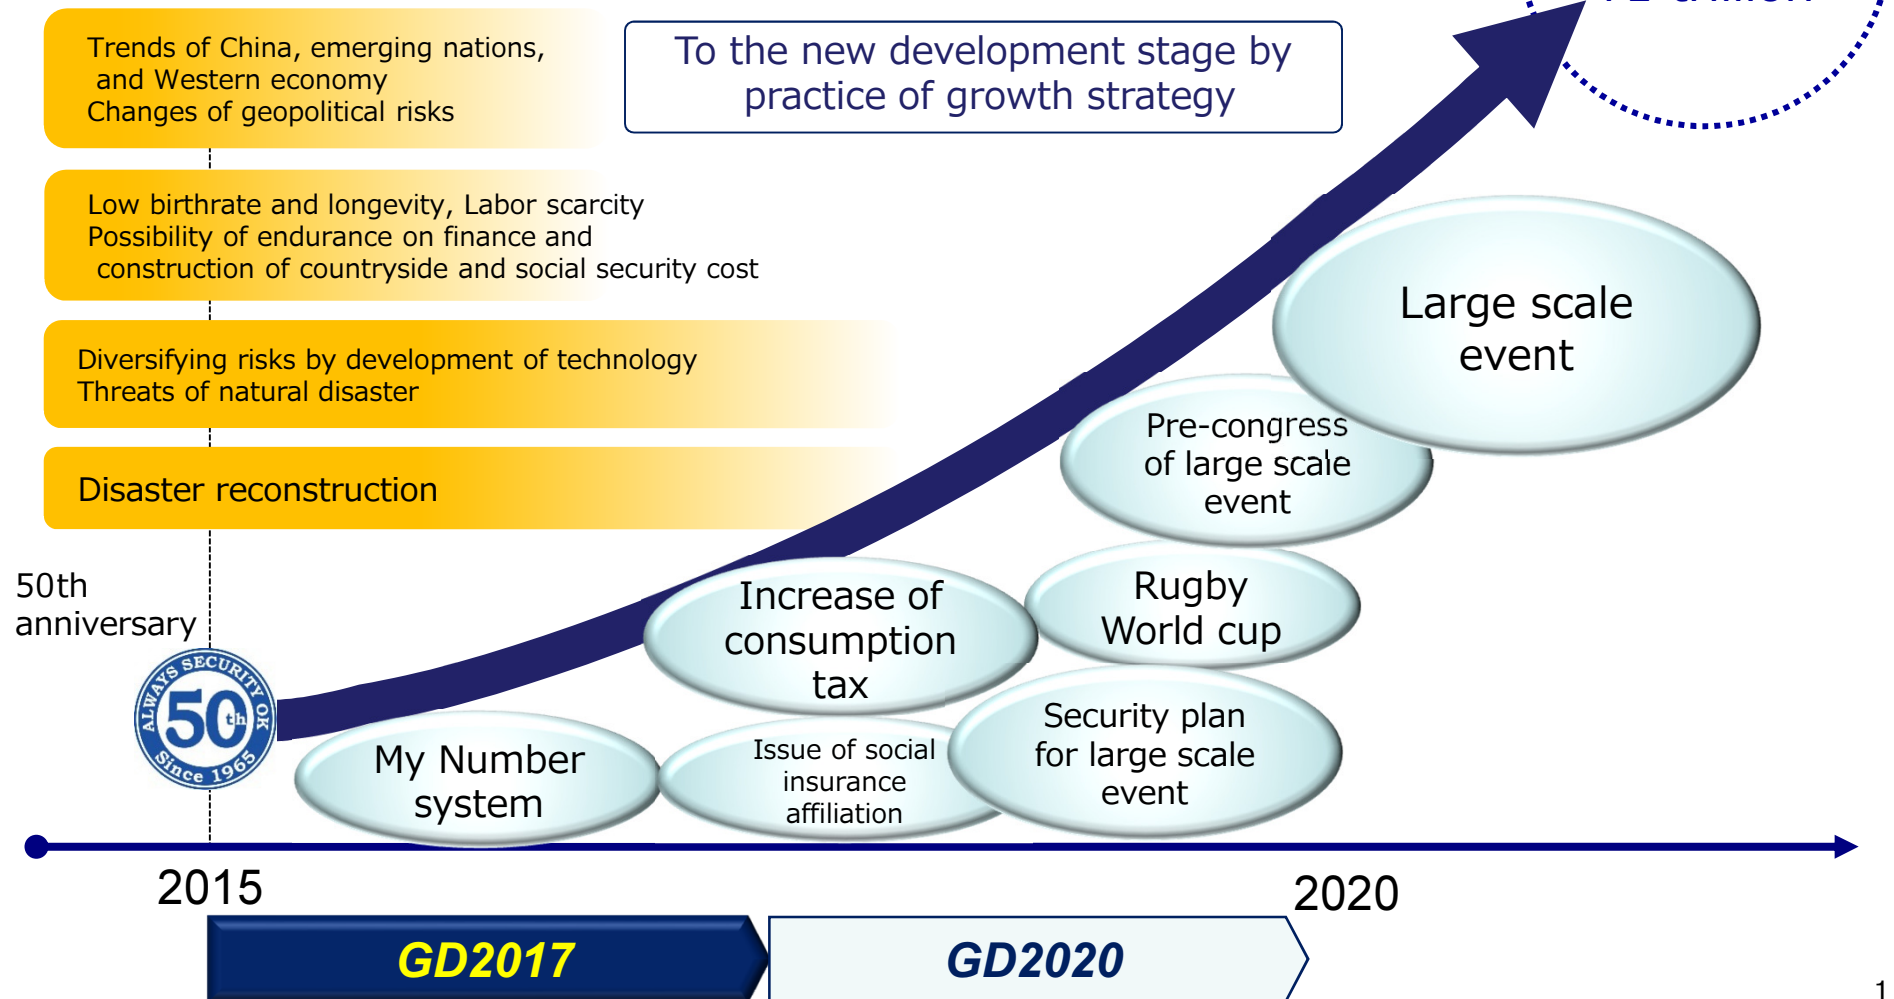 Trends of China, emerging nations,
and Western economy
Changes of geopolitical risks
To the new development stage by
practice of growth strategy
Low birthrate and longevity, Labor scarcity
Possibility of endurance on finance and
construction of countryside and social security cost
Large scale
event
Diversifying risks by development of technology
Threats of natural disaster
Pre-congress
of large scale
event
Disaster reconstruction
50th
anniversary
Increase of
consumption
tax
Rugby
World cup
ALWAYS SECURITY OK
50th
Since 1965
My Number
system
Issue of social
insurance
affiliation
Security plan
for large scale
event
2015
2020
GD2017
GD2020
1